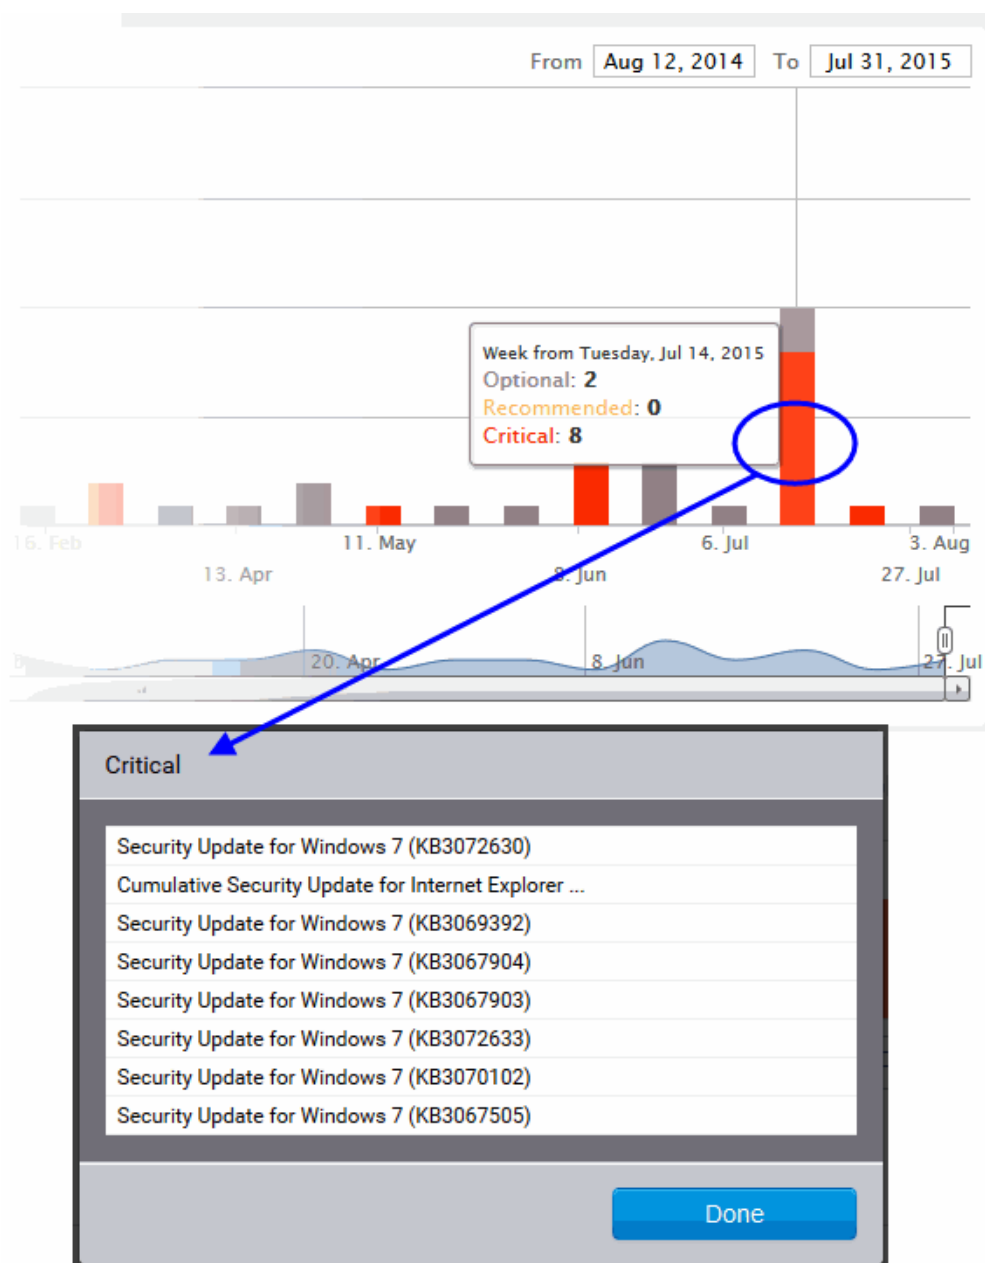 From Aug 12, 2014 To Jul 31, 2015
Week from Tuesday, Jul 14, 2015
Optional: 2
Recommended: 0
Critical: 8
16. Feb 11. May 6. Jul 3. Aug
13. Apr 8. Jun 27. Jul
20. Apr 8. Jun 27. Jul
Critical
Security Update for Windows 7 (KB3072630)
Cumulative Security Update for Internet Explorer ...
Security Update for Windows 7 (KB3069392)
Security Update for Windows 7 (KB3067904)
Security Update for Windows 7 (KB3067903)
Security Update for Windows 7 (KB3072633)
Security Update for Windows 7 (KB3070102)
Security Update for Windows 7 (KB3067505)
Done